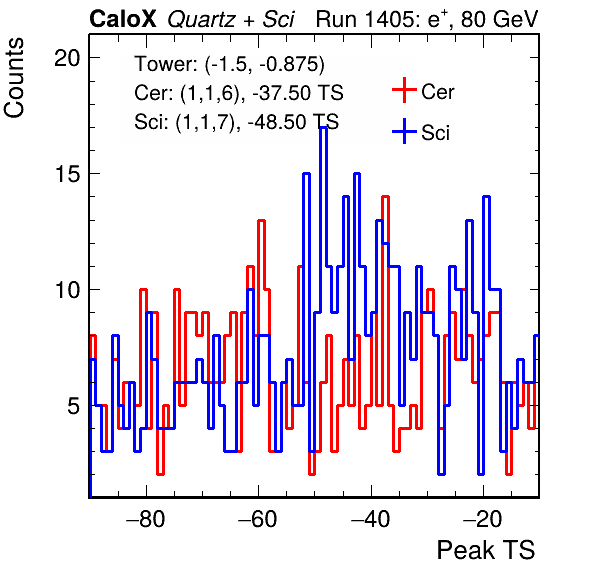 CaloX Quartz + Sci Run 1405: e⁺, 80 GeV
Tower: (-1.5, -0.875)
Cer: (1,1,6), -37.50 TS
Sci: (1,1,7), -48.50 TS
Cer
Sci
Counts
20
15
10
5
−80 −60 −40 −20
Peak TS